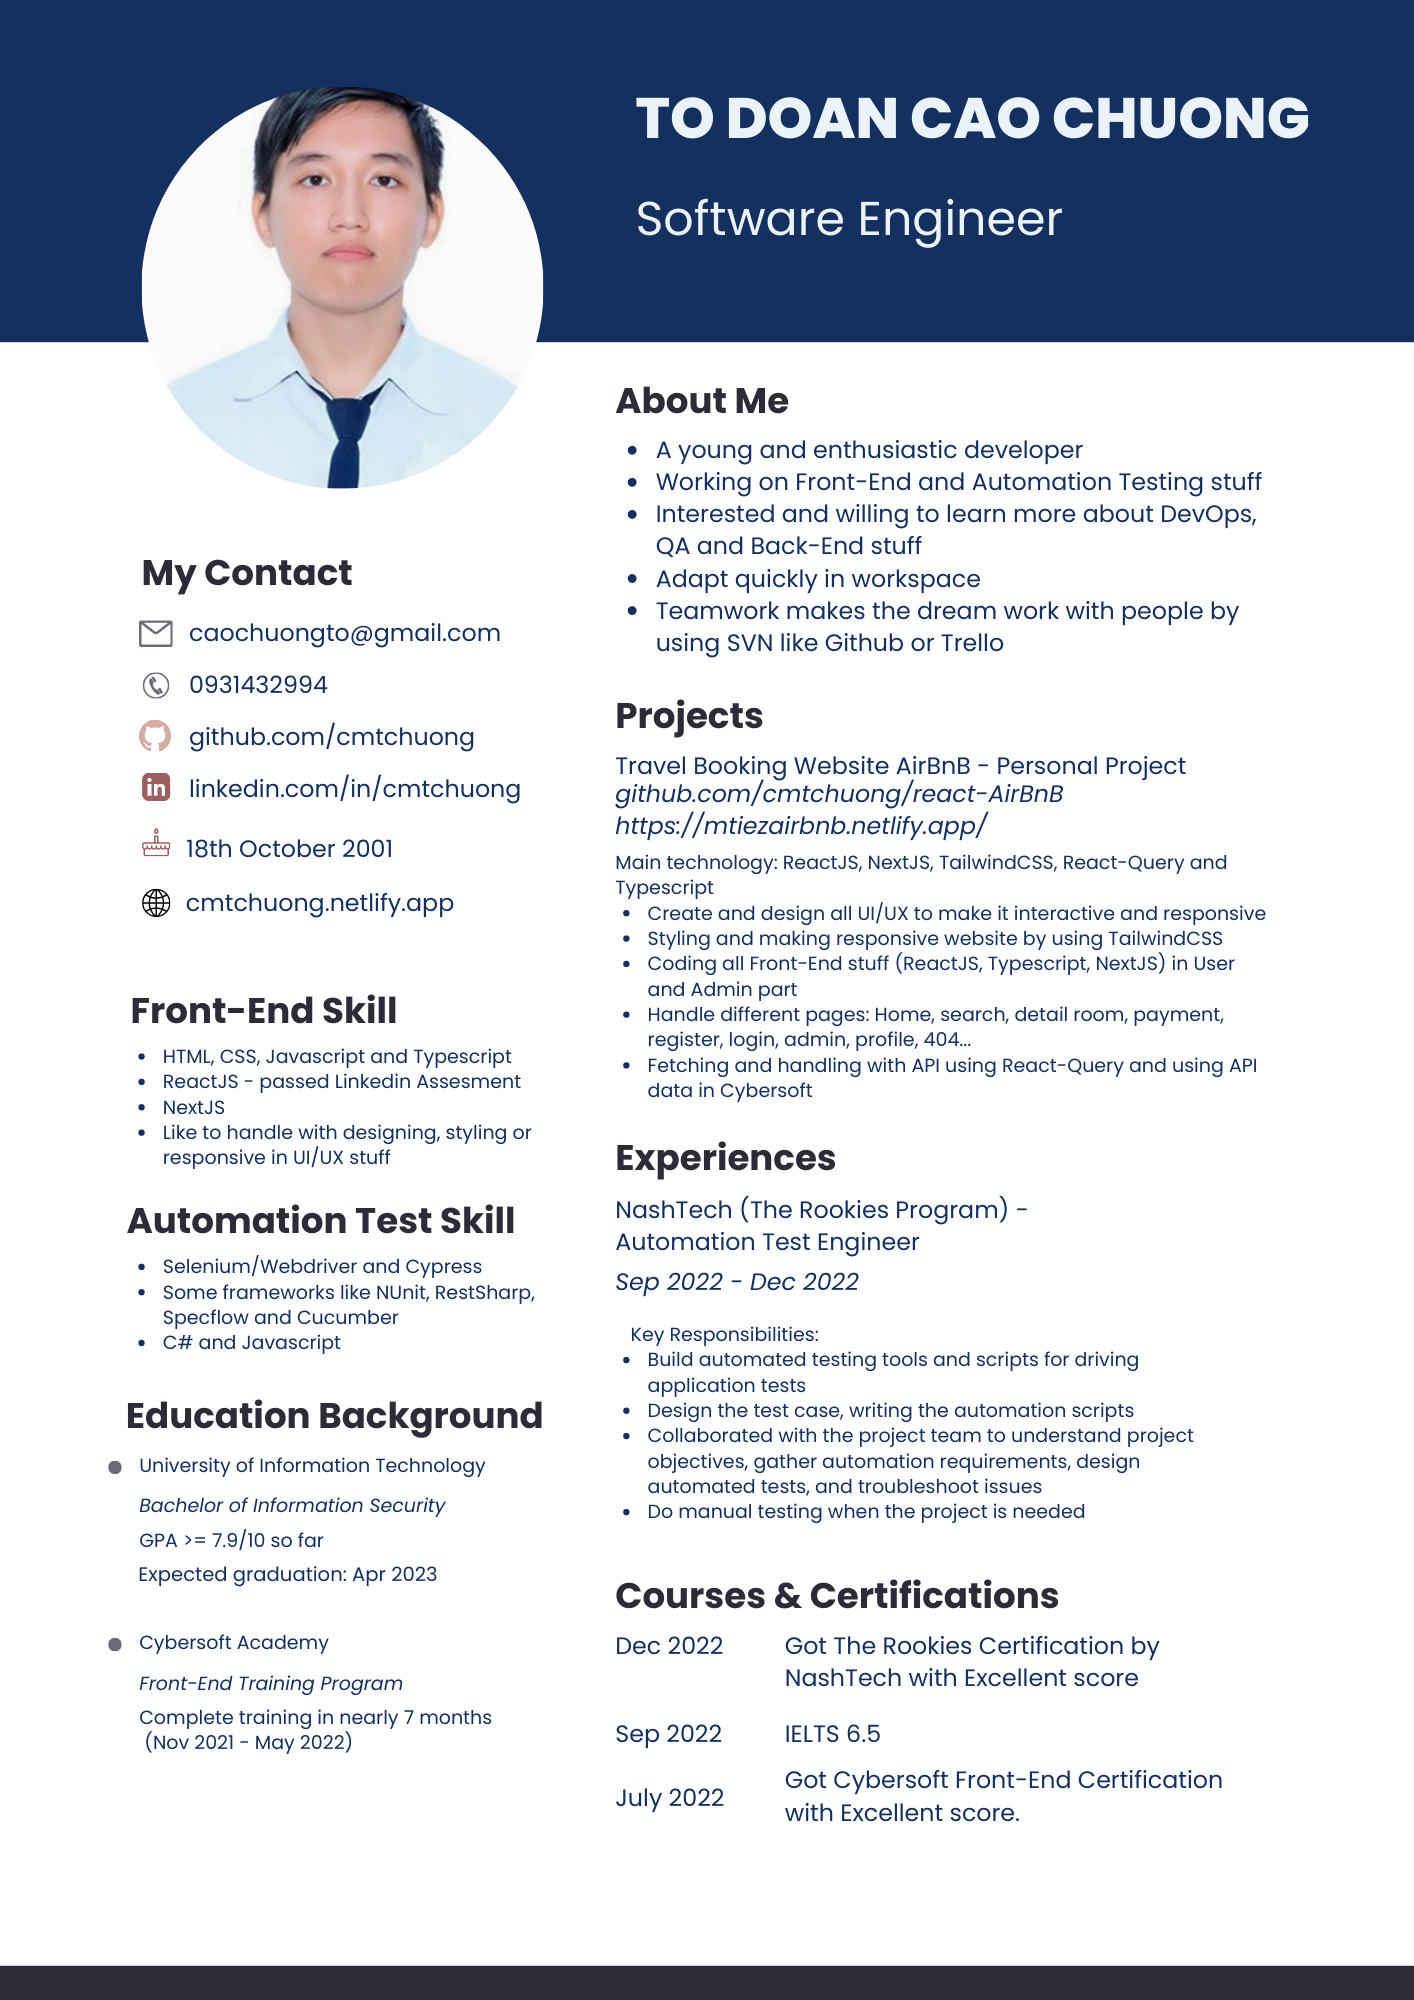 TO DOAN CAO CHUONG
Software Engineer
My Contact
caochuongto@gmail.com
0931432994
github.com/cmtchuong
linkedin.com/in/cmtchuong
18th October 2001
cmtchuong.netlify.app
Front-End Skill
HTML, CSS, Javascript and Typescript
ReactJS - passed Linkedin Assesment
NextJS
Like to handle with designing, styling or
responsive in UI/UX stuff
Automation Test Skill
Selenium/Webdriver and Cypress
Some frameworks like NUnit, RestSharp,
Specflow and Cucumber
C# and Javascript
Education Background
University of Information Technology
Bachelor of Information Security
GPA >= 7.9/10 so far
Expected graduation: Apr 2023
Cybersoft Academy
Front-End Training Program
Complete training in nearly 7 months
(Nov 2021 - May 2022)
About Me
A young and enthusiastic developer
Working on Front-End and Automation Testing stuff
Interested and willing to learn more about DevOps,
QA and Back-End stuff
Adapt quickly in workspace
Teamwork makes the dream work with people by
using SVN like Github or Trello
Projects
Travel Booking Website AirBnB - Personal Project
github.com/cmtchuong/react-AirBnB
https://mtiezairbnb.netlify.app/
Main technology: ReactJS, NextJS, TailwindCSS, React-Query and
Typescript
Create and design all UI/UX to make it interactive and responsive
Styling and making responsive website by using TailwindCSS
Coding all Front-End stuff (ReactJS, Typescript, NextJS) in User
and Admin part
Handle different pages: Home, search, detail room, payment,
register, login, admin, profile, 404...
Fetching and handling with API using React-Query and using API
data in Cybersoft
Experiences
NashTech (The Rookies Program) -
Automation Test Engineer
Sep 2022 - Dec 2022
Key Responsibilities:
Build automated testing tools and scripts for driving
application tests
Design the test case, writing the automation scripts
Collaborated with the project team to understand project
objectives, gather automation requirements, design
automated tests, and troubleshoot issues
Do manual testing when the project is needed
Courses & Certifications
Dec 2022 Got The Rookies Certification by
NashTech with Excellent score
Sep 2022 IELTS 6.5
July 2022 Got Cybersoft Front-End Certification
with Excellent score.